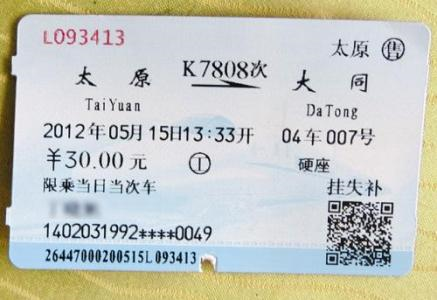 L093413 太原 售
太原 K7808次 大同
TaiYuan DaTong
2012年05月15日13:33开 04车007号
￥30.00元 硬座
限乘当日当次车 挂失补
1402031992****0049
26447000200515L093413